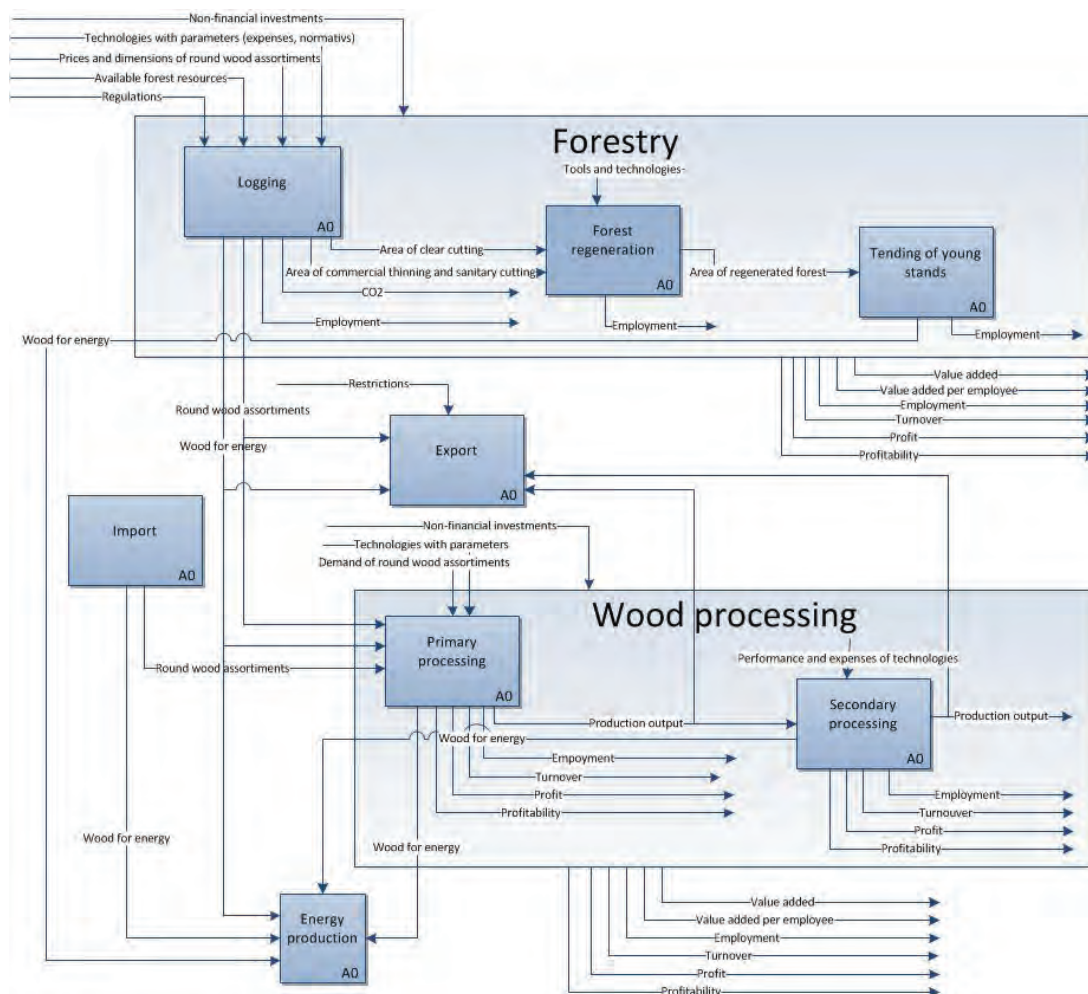 Non-financial investments
Technologies with parameters (expenses, normativs)
Prices and dimensions of round wood assortiments
Available forest resources
Regulations
Forestry
Logging
A0
Tools and technologies-
Forest
regeneration
A0
Tending of young
stands
A0
Area of clear cutting
Area of commercial thinning and sanitary cutting
CO2
Employment
Area of regenerated forest
Employment
Employment
Wood for energy
Value added
Value added per employee
Employment
Turnover
Profit
Profitability
Restrictions
Round wood assortiments
Wood for energy
Export
A0
Import
A0
Non-financial investments
Technologies with parameters
Demand of round wood assortiments
Wood processing
Primary
processing
A0
Round wood assortiments
Performance and expenses of technologies
Secondary
processing
A0
Production output
Production output
Wood for energy
Empoyment
Turnover
Profit
Profitability
Employment
Turnouver
Profit
Profitability
Wood for energy
Wood for energy
Energy
production
A0
Value added
Value added per employee
Employment
Turnover
Profit
Profitability